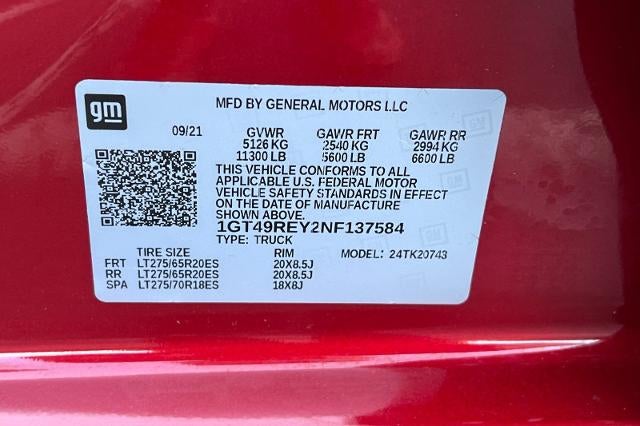 gm
MFD BY GENERAL MOTORS LLC
09/21 GVWR GAWR FRT GAWR RR
5126 KG 2540 KG 2994 KG
11300 LB 5600 LB 6600 LB
THIS VEHICLE CONFORMS TO ALL
APPLICABLE U.S. FEDERAL MOTOR
VEHICLE SAFETY STANDARDS IN EFFECT
ON THE DATE OF MANUFACTURE
SHOWN ABOVE.
1GT49REY2NF137584
TYPE: TRUCK
TIRE SIZE RIM MODEL: 24TK20743
FRT LT275/65R20ES 20X8.5J
RR LT275/65R20ES 20X8.5J
SPA LT275/70R18ES 18X8J